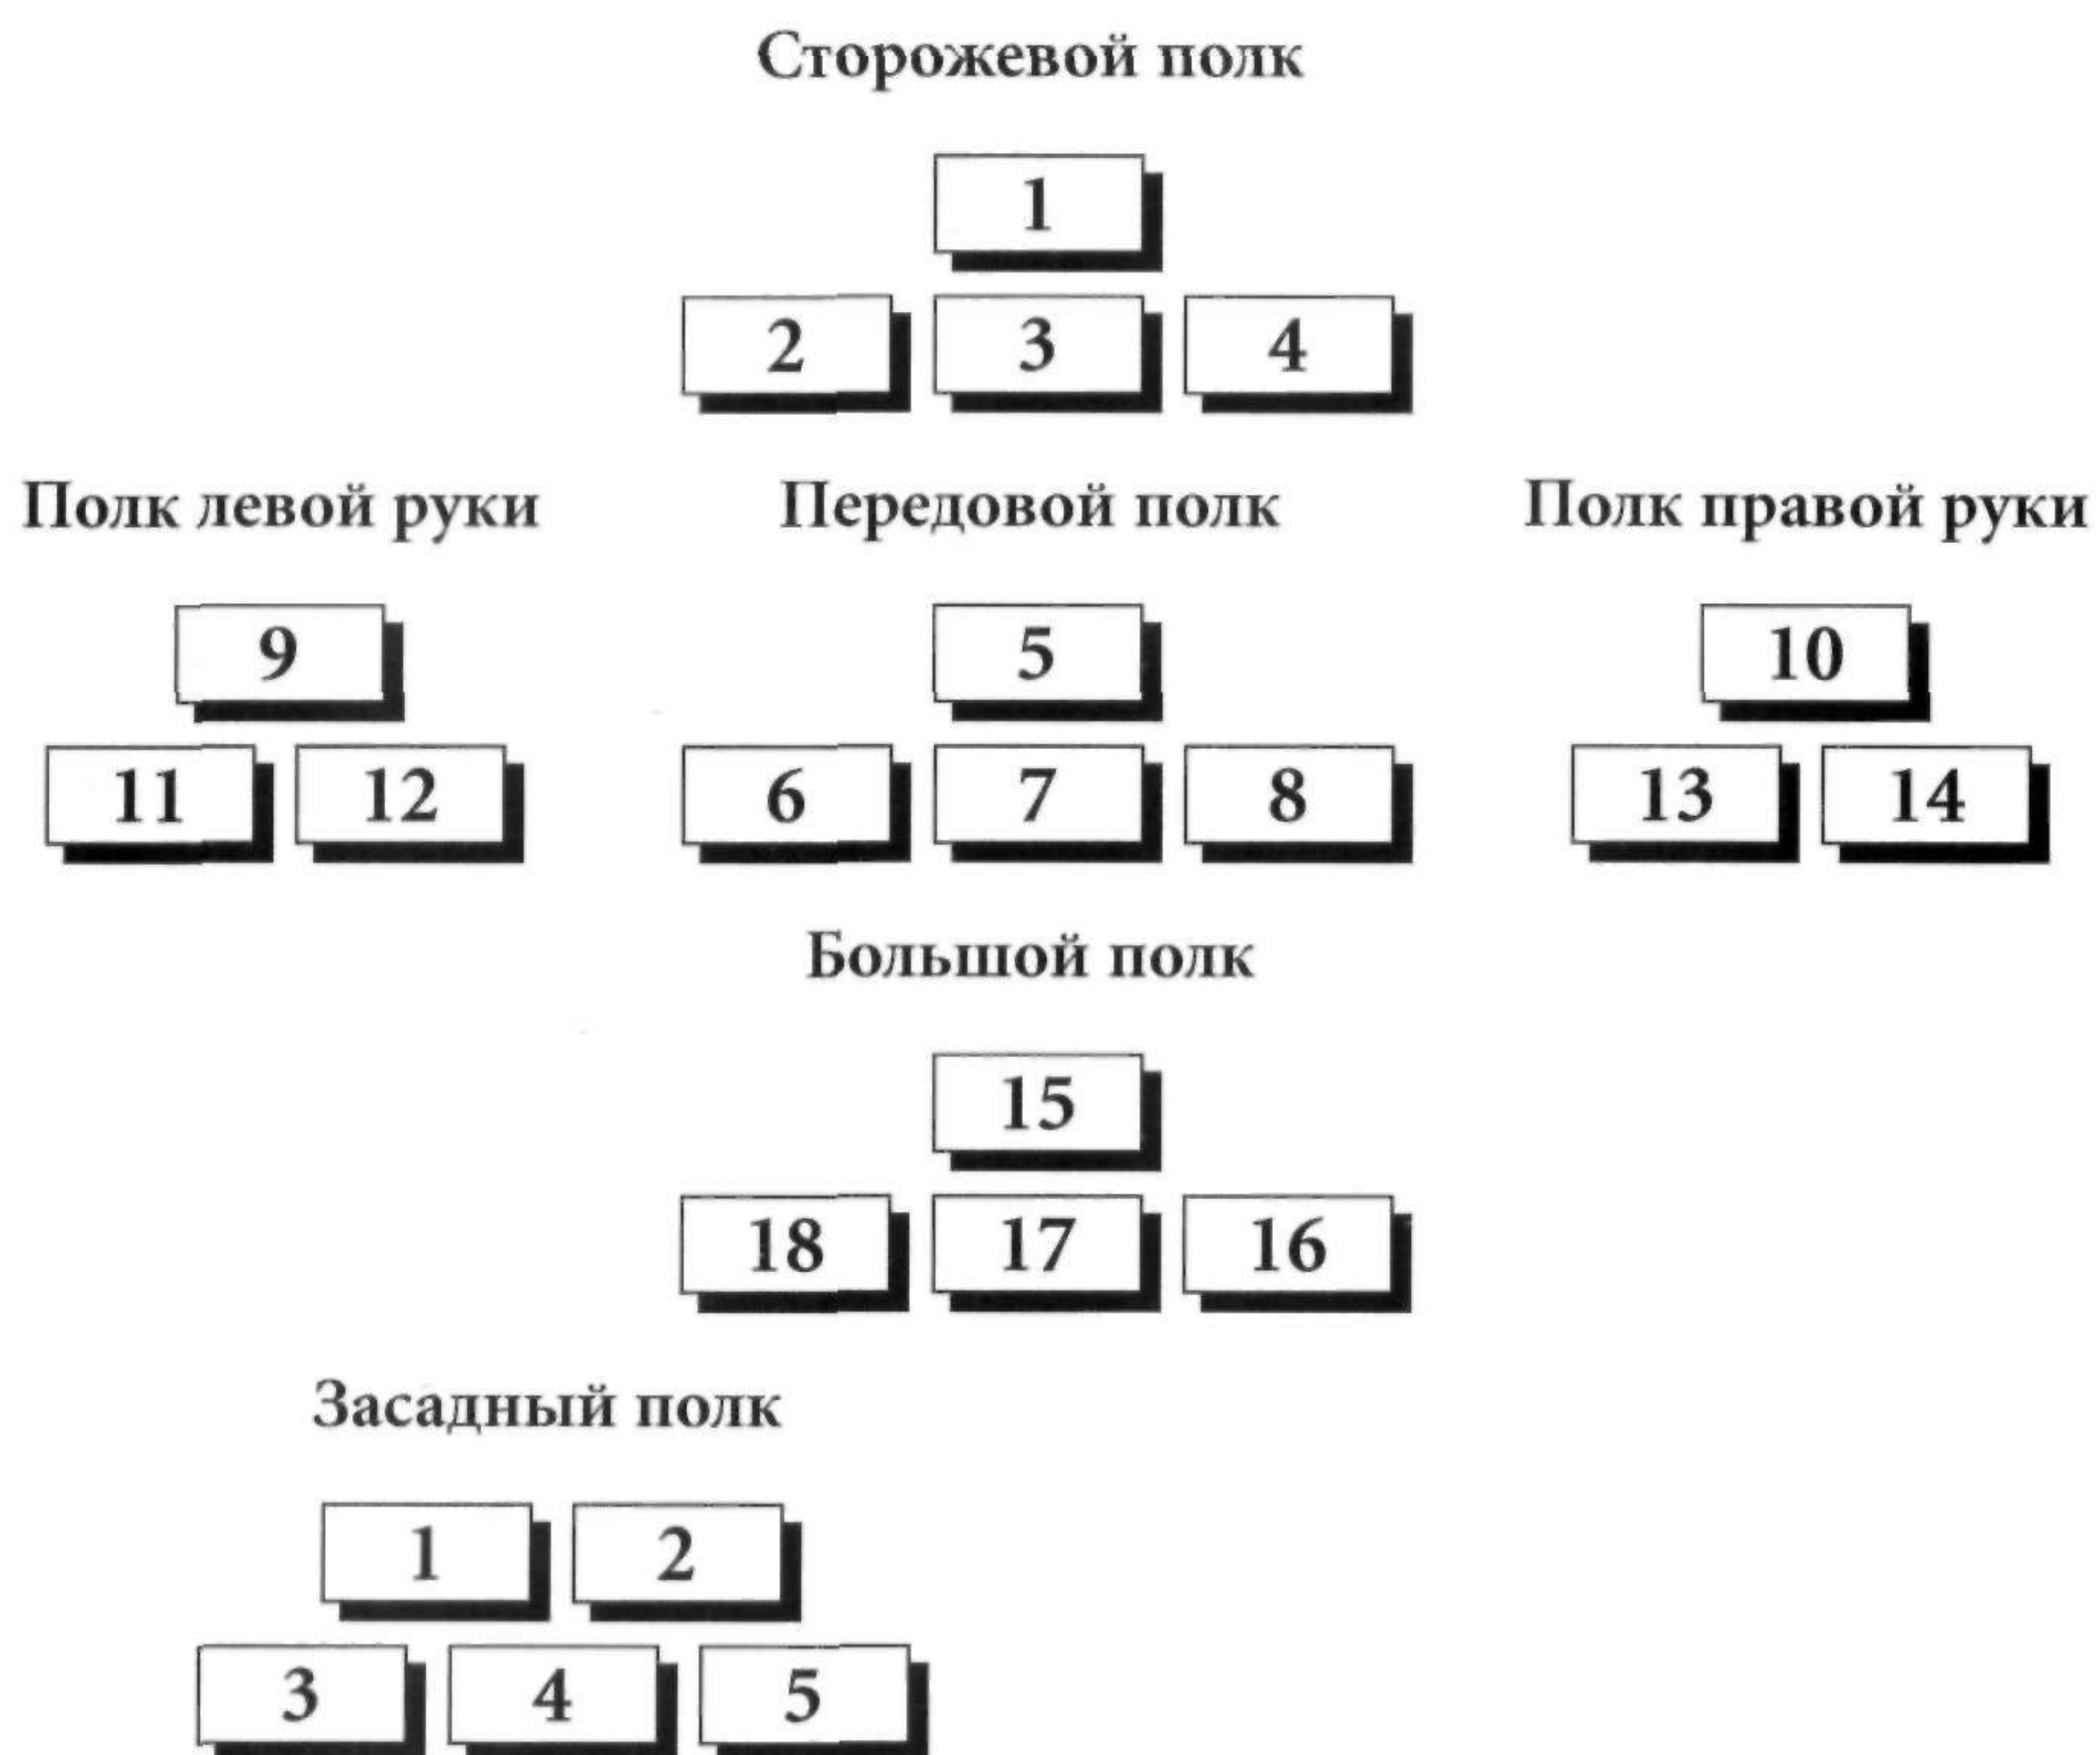 Сторожевой полк
1
2 3 4
Полк левой руки Передовой полк Полк правой руки
9 5 10
11 12 6 7 8 13 14
Большой полк
15
18 17 16
Засадный полк
1 2
3 4 5